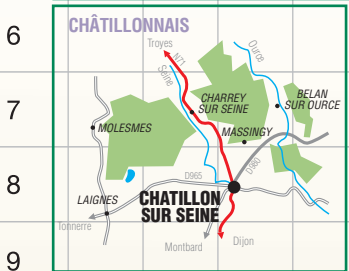 6
7
8
9
CHÂTILLONNAIS
Troyes
N71
Seine
Ource
CHARREY
SUR SEINE
BELAN
SUR OURCE
MOLESMES
MASSINGY
D965
D980
LAIGNES
CHATILLON
SUR SEINE
Tonnerre
Montbard
Dijon